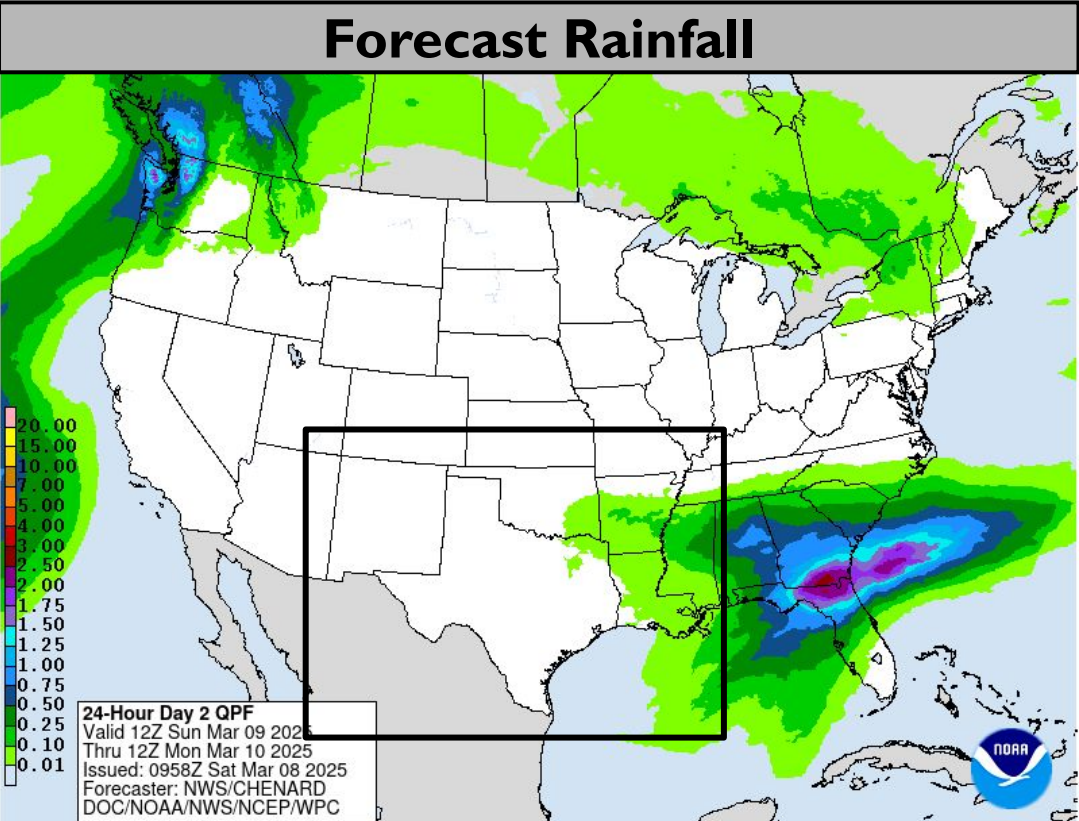 Forecast Rainfall
20.00
15.00
10.00
7.00
5.00
4.00
3.00
2.50
2.00
1.75
1.50
1.25
1.00
0.75
0.50
0.25
0.10
0.01
24-Hour Day 2 QPF
Valid 12Z Sun Mar 09 2025
Thru 12Z Mon Mar 10 2025
Issued: 0958Z Sat Mar 08 2025
Forecaster: NWS/CHENARD
DOC/NOAA/NWS/NCEP/WPC
NOAA